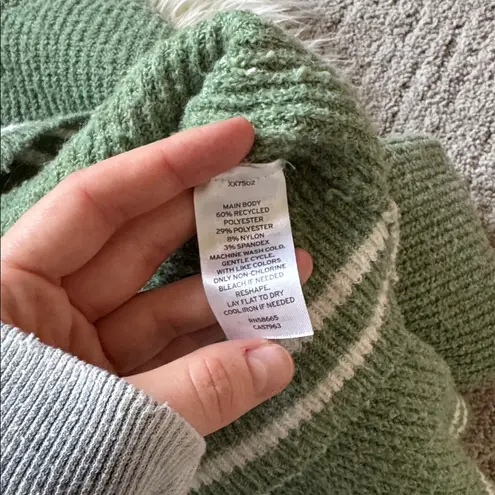 XX7502
MAIN BODY
60% RECYCLED
POLYESTER
29% POLYESTER
8% NYLON
3% SPANDEX
MACHINE WASH COLD.
GENTLE CYCLE.
WITH LIKE COLORS
ONLY NON-CHLORINE
BLEACH IF NEEDED
RESHAPE.
LAY FLAT TO DRY
COOL IRON IF NEEDED
RN58665
CA57963